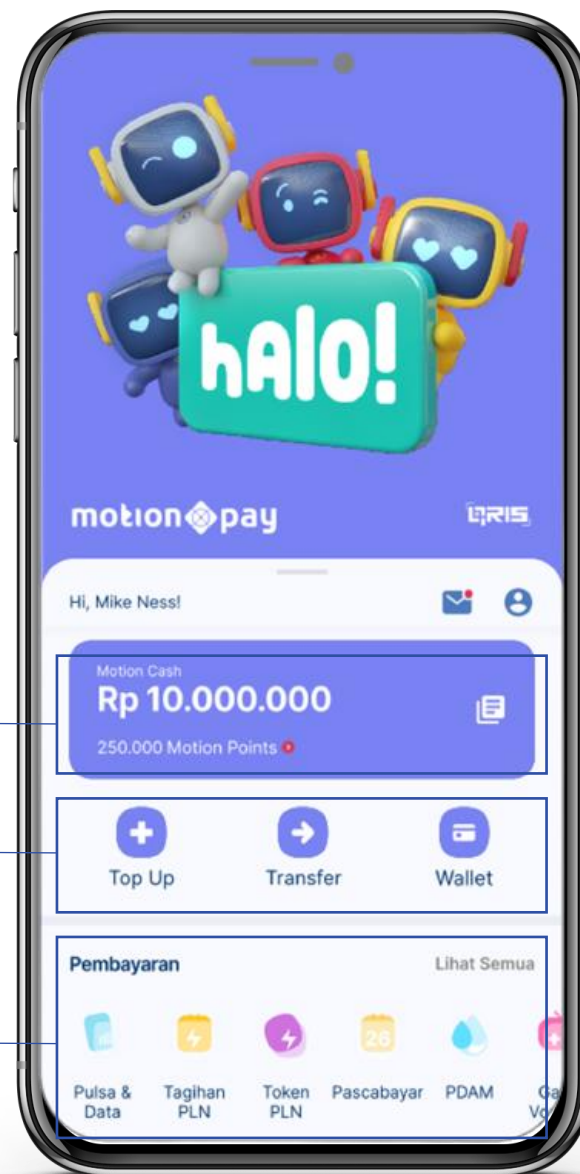 hAlo!
motion pay
QRIS
Hi, Mike Ness!
Motion Cash
Rp 10.000.000
250.000 Motion Points
Top Up
Transfer
Wallet
Pembayaran
Lihat Semua
Pulsa &
Data
Tagihan
PLN
Token
PLN
26
Pascabayar
PDAM